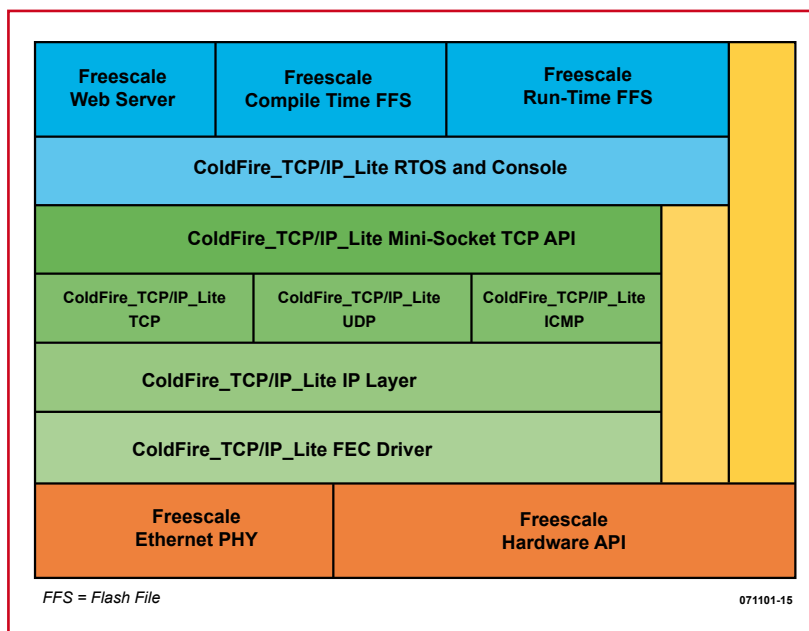 Freescale
Web Server
Freescale
Compile Time FFS
Freescale
Run-Time FFS
ColdFire_TCP/IP_Lite RTOS and Console
ColdFire_TCP/IP_Lite Mini-Socket TCP API
ColdFire_TCP/IP_Lite
TCP
ColdFire_TCP/IP_Lite
UDP
ColdFire_TCP/IP_Lite
ICMP
ColdFire_TCP/IP_Lite IP Layer
ColdFire_TCP/IP_Lite FEC Driver
Freescale
Ethernet PHY
Freescale
Hardware API
FFS = Flash File
071101-15